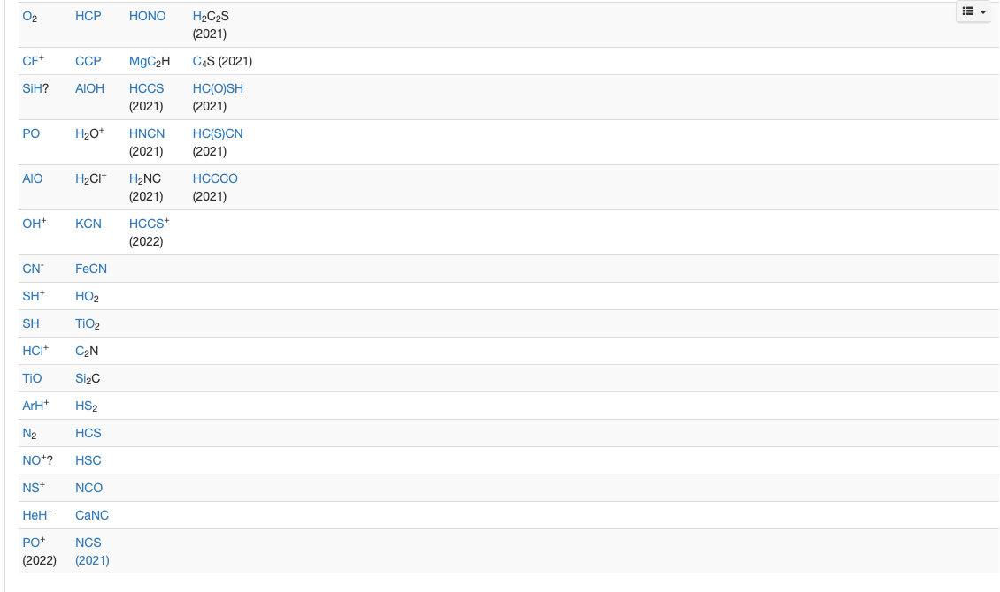 O₂ HCP HONO H₂C₂S
(2021)
CF⁺ CCP MgC₂H C₄S (2021)
SiH? AlOH HCCS HC(O)SH
(2021) (2021)
PO H₂O⁺ HNCN HC(S)CN
(2021) (2021)
AlO H₂Cl⁺ H₂NC HCCCO
(2021) (2021)
OH⁺ KCN HCCS⁺
(2022)
CN⁻ FeCN
SH⁺ HO₂
SH TiO₂
HCl⁺ C₂N
TiO Si₂C
ArH⁺ HS₂
N₂ HCS
NO⁺? HSC
NS⁺ NCO
HeH⁺ CaNC
PO⁺ NCS
(2022) (2021)